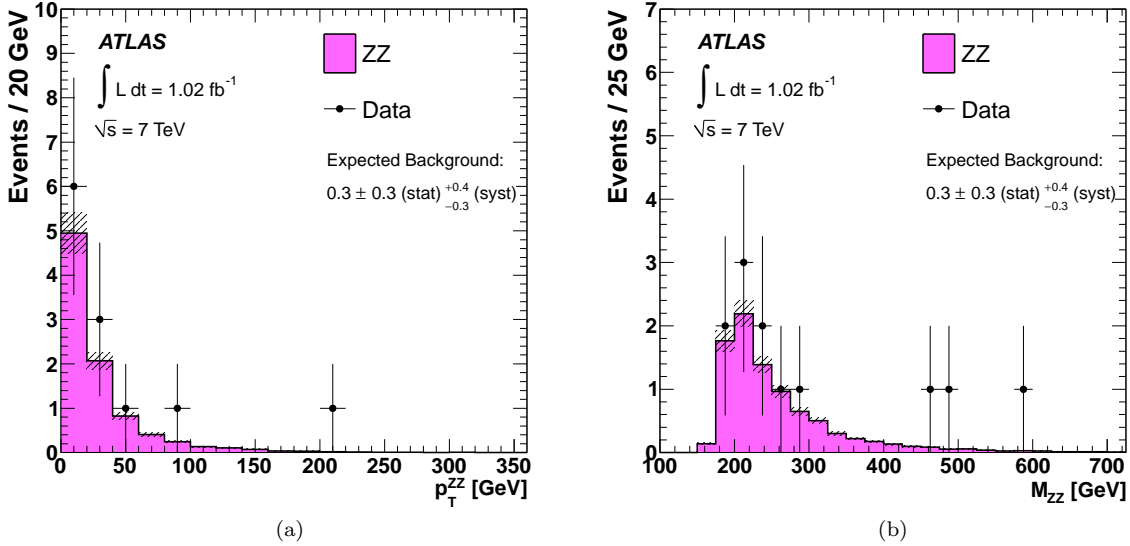 Events / 20 GeV
10
9
8
7
6
5
4
3
2
1
0
ATLAS
∫ L dt = 1.02 fb⁻¹
√s = 7 TeV
ZZ
Data
Expected Background:
0.3 ± 0.3 (stat) +0.4 −0.3 (syst)
0 50 100 150 200 250 300 350
p_T^ZZ [GeV]
(a)
Events / 25 GeV
7
6
5
4
3
2
1
0
ATLAS
∫ L dt = 1.02 fb⁻¹
√s = 7 TeV
ZZ
Data
Expected Background:
0.3 ± 0.3 (stat) +0.4 −0.3 (syst)
100 200 300 400 500 600 700
M_ZZ [GeV]
(b)